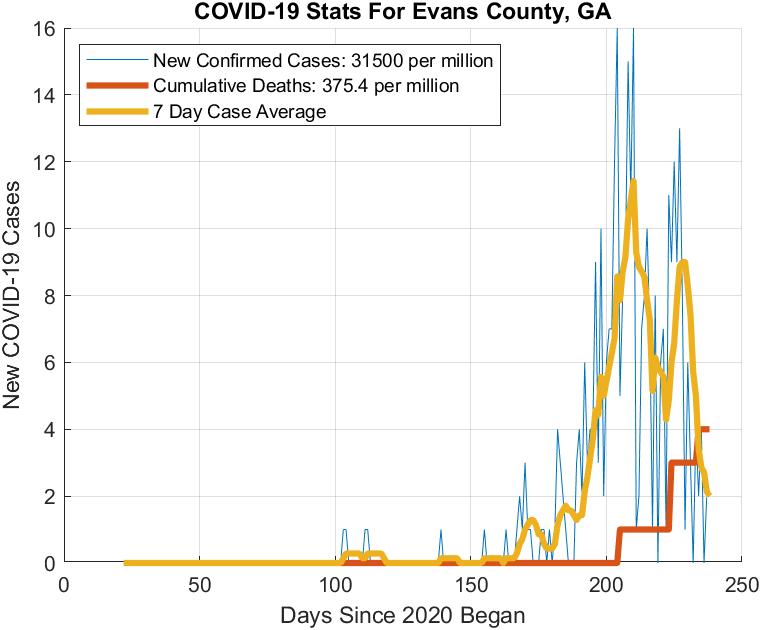 COVID-19 Stats For Evans County, GA
New Confirmed Cases: 31500 per million
Cumulative Deaths: 375.4 per million
7 Day Case Average
New COVID-19 Cases
16
14
12
10
8
6
4
2
0
0 50 100 150 200 250
Days Since 2020 Began